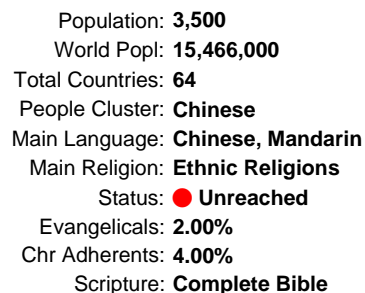 Population: 3,500
World Popl: 15,466,000
Total Countries: 64
People Cluster: Chinese
Main Language: Chinese, Mandarin
Main Religion: Ethnic Religions
Status: Unreached
Evangelicals: 2.00%
Chr Adherents: 4.00%
Scripture: Complete Bible